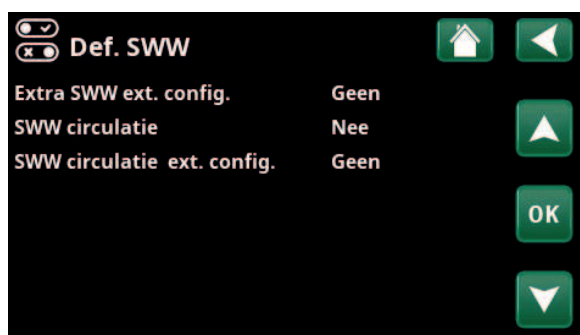 Def. SWW
Extra SWW ext. config. Geen
SWW circulatie Nee
SWW circulatie ext. config. Geen
OK